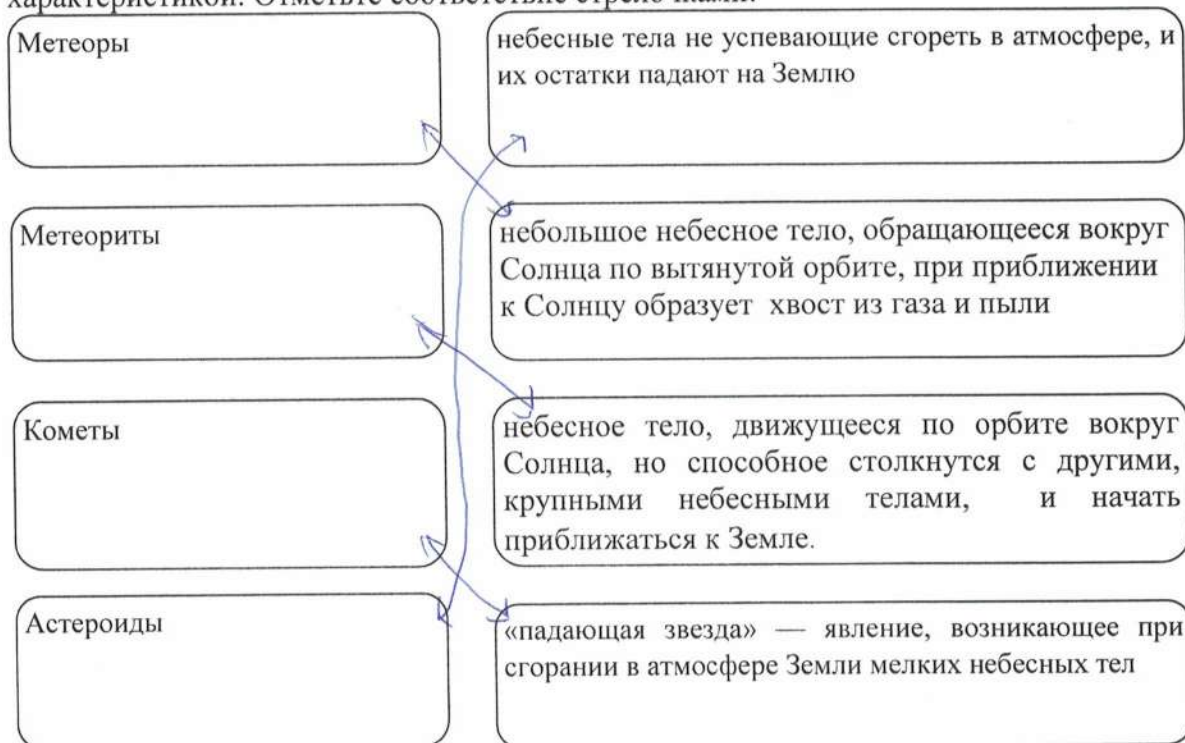 характеристикой. Отметьте соответствие стрелочками.
Метеоры
небесные тела не успевающие сгореть в атмосфере, и
их остатки падают на Землю
Метеориты
небольшое небесное тело, обращающееся вокруг
Солнца по вытянутой орбите, при приближении
к Солнцу образует хвост из газа и пыли
Кометы
небесное тело, движущееся по орбите вокруг
Солнца, но способное столкнутся с другими,
крупными небесными телами, и начать
приближаться к Земле.
Астероиды
«падающая звезда» — явление, возникающее при
сгорании в атмосфере Земли мелких небесных тел